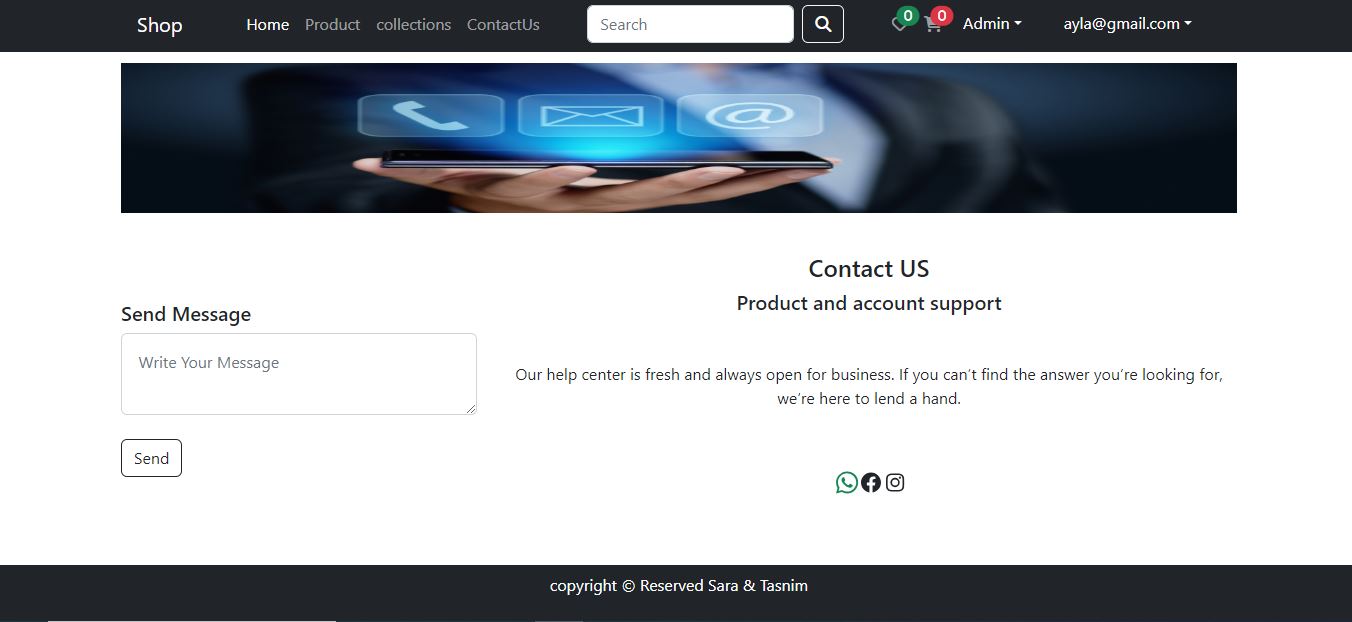 Shop Home Product collections ContactUs Search 0 0 Admin ayla@gmail.com
@
Contact US
Product and account support
Send Message
Write Your Message
Our help center is fresh and always open for business. If you can't find the answer you're looking for,
we're here to lend a hand.
Send
copyright © Reserved Sara & Tasnim